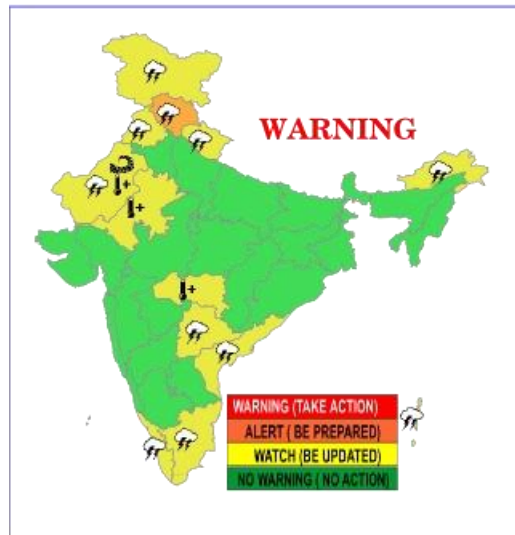 WARNING
WARNING (TAKE ACTION)
ALERT ( BE PREPARED)
WATCH (BE UPDATED)
NO WARNING ( NO ACTION)